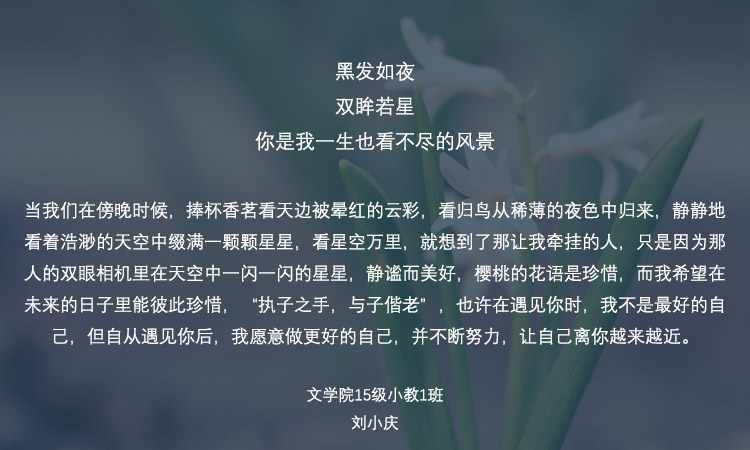 黑发如夜
双眸若星
你是我一生也看不尽的风景
当我们在傍晚时候，捧杯香茗看天边被晕红的云彩，看归鸟从稀薄的夜色中归来，静静地
看着浩渺的天空中缀满一颗颗星星，看星空万里，就想到了那让我牵挂的人，只是因为那
人的双眼相机里在天空中一闪一闪的星星，静谧而美好，樱桃的花语是珍惜，而我希望在
未来的日子里能彼此珍惜，“执子之手，与子偕老”，也许在遇见你时，我不是最好的自
己，但自从遇见你后，我愿意做更好的自己，并不断努力，让自己离你越来越近。
文学院15级小教1班
刘小庆